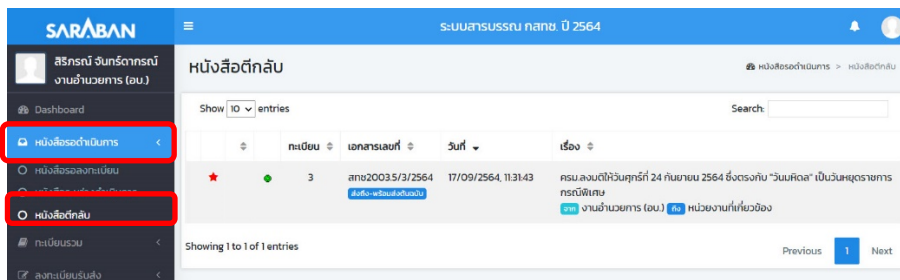 SARABAN
ระบบสารบรรณ กสทช. ปี 2564
สิริกรณ์ จันทร์ดากรณ์
งานอำนวยการ (อบ.)
หนังสือตีกลับ
หนังสือรอดำเนินการ > หนังสือตีกลับ
Dashboard
Show 10 entries
Search:
หนังสือรอดำเนินการ
ทะเบียน เอกสารเลขที่ วันที่ เรื่อง
หนังสือรอลงทะเบียน
3 สทช2003.5/3/2564 17/09/2564, 11:31:43 ครม.ลงมติให้วันศุกร์ที่ 24 กันยายน 2564 ซึ่งตรงกับ "วันมหิดล" เป็นวันหยุดราชการ
ส่งถึง-พร้อมส่งต้นฉบับ กรณีพิเศษ
หนังสือตีกลับ
จาก งานอำนวยการ (อบ.) ถึง หน่วยงานที่เกี่ยวข้อง
ทะเบียนรวม
Showing 1 to 1 of 1 entries
Previous 1 Next
ลงทะเบียนรับส่ง